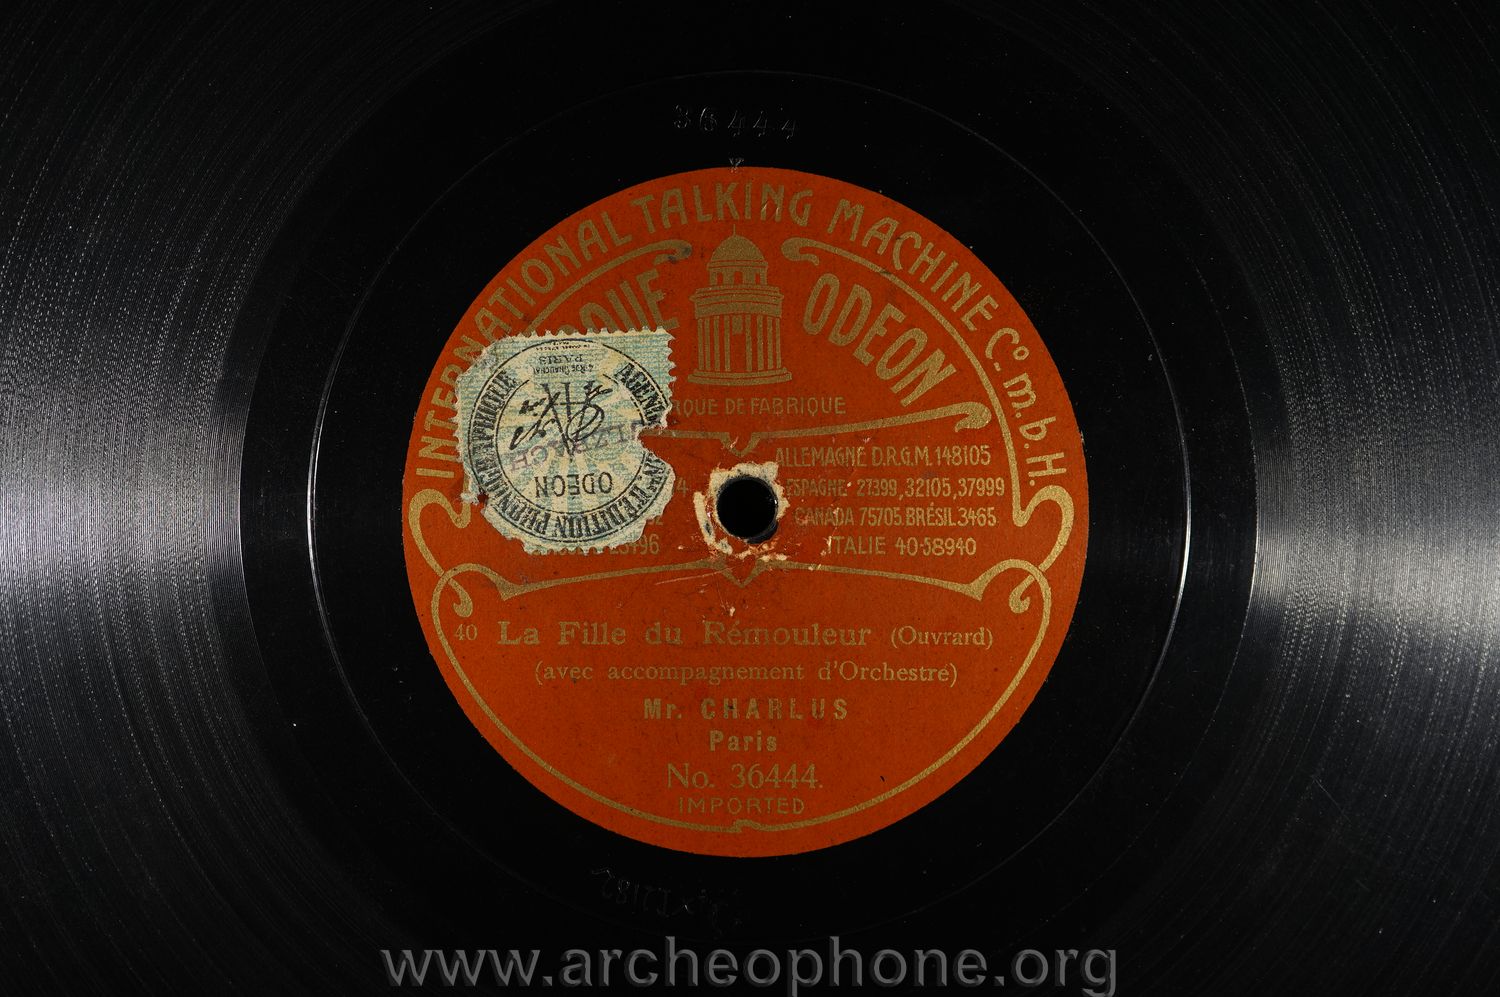 36444
INTERNATIONAL TALKING MACHINE Co. m.b.H.
ODEON
DE FABRIQUE
ALLEMAGNE D.R.G.M. 148105
ESPAGNE 27399, 32105, 37999
CANADA 75705. BRÉSIL 3465
ITALIE 40-58940
ODEON
PARIS
40 La Fille du Rémouleur (Ouvrard)
(avec accompagnement d'Orchestre)
Mr. CHARLUS
Paris
No. 36444.
IMPORTED
www.archeophone.org